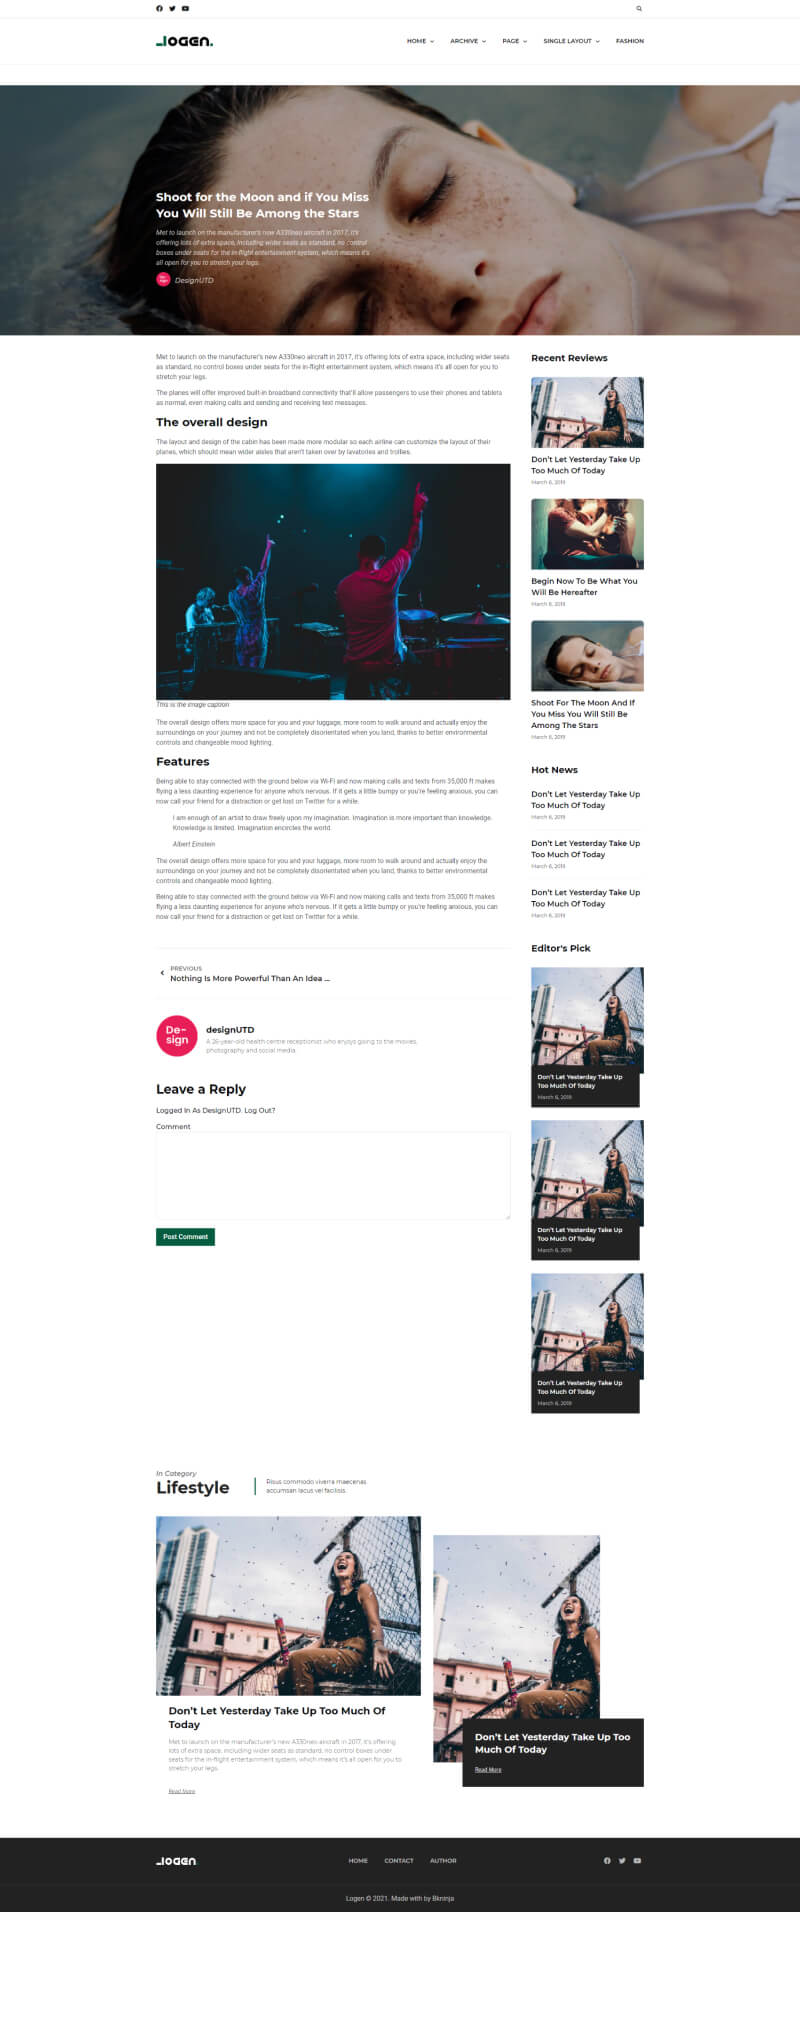 logen.
HOME
ARCHIVE
PAGE
SINGLE LAYOUT
FASHION
Shoot for the Moon and if You Miss
You Will Still Be Among the Stars
Met to launch on the manufacturer's new A330neo aircraft in 2017, it's
offering lots of extra space, including wider seats as standard, no control
boxes under seats for the in-flight entertainment system, which means it's
all open for you to stretch your legs.
DesignUTD
Met to launch on the manufacturer's new A330neo aircraft in 2017, it's offering lots of extra space, including wider seats
as standard, no control boxes under seats for the in-flight entertainment system, which means it's all open for you to
stretch your legs.
The planes will offer improved built-in broadband connectivity that'll allow passengers to use their phones and tablets
as normal, even making calls and sending and receiving text messages.
The overall design
The layout and design of the cabin has been made more modular so each airline can customize the layout of their
planes, which should mean wider aisles that aren't taken over by lavatories and trollies.
This is the image caption
The overall design offers more space for you and your luggage, more room to walk around and actually enjoy the
surroundings on your journey and not be completely disorientated when you land, thanks to better environmental
controls and changeable mood lighting.
Features
Being able to stay connected with the ground below via Wi-Fi and now making calls and texts from 35,000 ft makes
flying a less daunting experience for anyone who's nervous. If it gets a little bumpy or you're feeling anxious, you can
now call your friend for a distraction or get lost on Twitter for a while.
I am enough of an artist to draw freely upon my imagination. Imagination is more important than knowledge.
Knowledge is limited. Imagination encircles the world.
Albert Einstein
The overall design offers more space for you and your luggage, more room to walk around and actually enjoy the
surroundings on your journey and not be completely disorientated when you land, thanks to better environmental
controls and changeable mood lighting.
Being able to stay connected with the ground below via Wi-Fi and now making calls and texts from 35,000 ft makes
flying a less daunting experience for anyone who's nervous. If it gets a little bumpy or you're feeling anxious, you can
now call your friend for a distraction or get lost on Twitter for a while.
PREVIOUS
Nothing Is More Powerful Than An Idea ...
De-
sign
designUTD
A 26-year-old health centre receptionist who enjoys going to the movies,
photography and social media.
Leave a Reply
Logged In As DesignUTD. Log Out?
Comment
Post Comment
Recent Reviews
Don't Let Yesterday Take Up
Too Much Of Today
March 6, 2019
Begin Now To Be What You
Will Be Hereafter
March 6, 2019
Shoot For The Moon And If
You Miss You Will Still Be
Among The Stars
March 6, 2019
Hot News
Don't Let Yesterday Take Up
Too Much Of Today
March 6, 2019
Don't Let Yesterday Take Up
Too Much Of Today
March 6, 2019
Don't Let Yesterday Take Up
Too Much Of Today
March 6, 2019
Editor's Pick
Don't Let Yesterday Take Up
Too Much Of Today
March 6, 2019
Don't Let Yesterday Take Up
Too Much Of Today
March 6, 2019
Don't Let Yesterday Take Up
Too Much Of Today
March 6, 2019
In Category
Lifestyle
Risus commodo viverra maecenas
accumsan lacus vel facilisis.
Don't Let Yesterday Take Up Too Much Of
Today
Met to launch on the manufacturer's new A330neo aircraft in 2017, it's offering
lots of extra space, including wider seats as standard, no control boxes under
seats for the in-flight entertainment system, which means it's all open for you to
stretch your legs.
Read More
Don't Let Yesterday Take Up Too
Much Of Today
Read More
logen.
HOME
CONTACT
AUTHOR
Logen © 2021. Made with by Bkninja